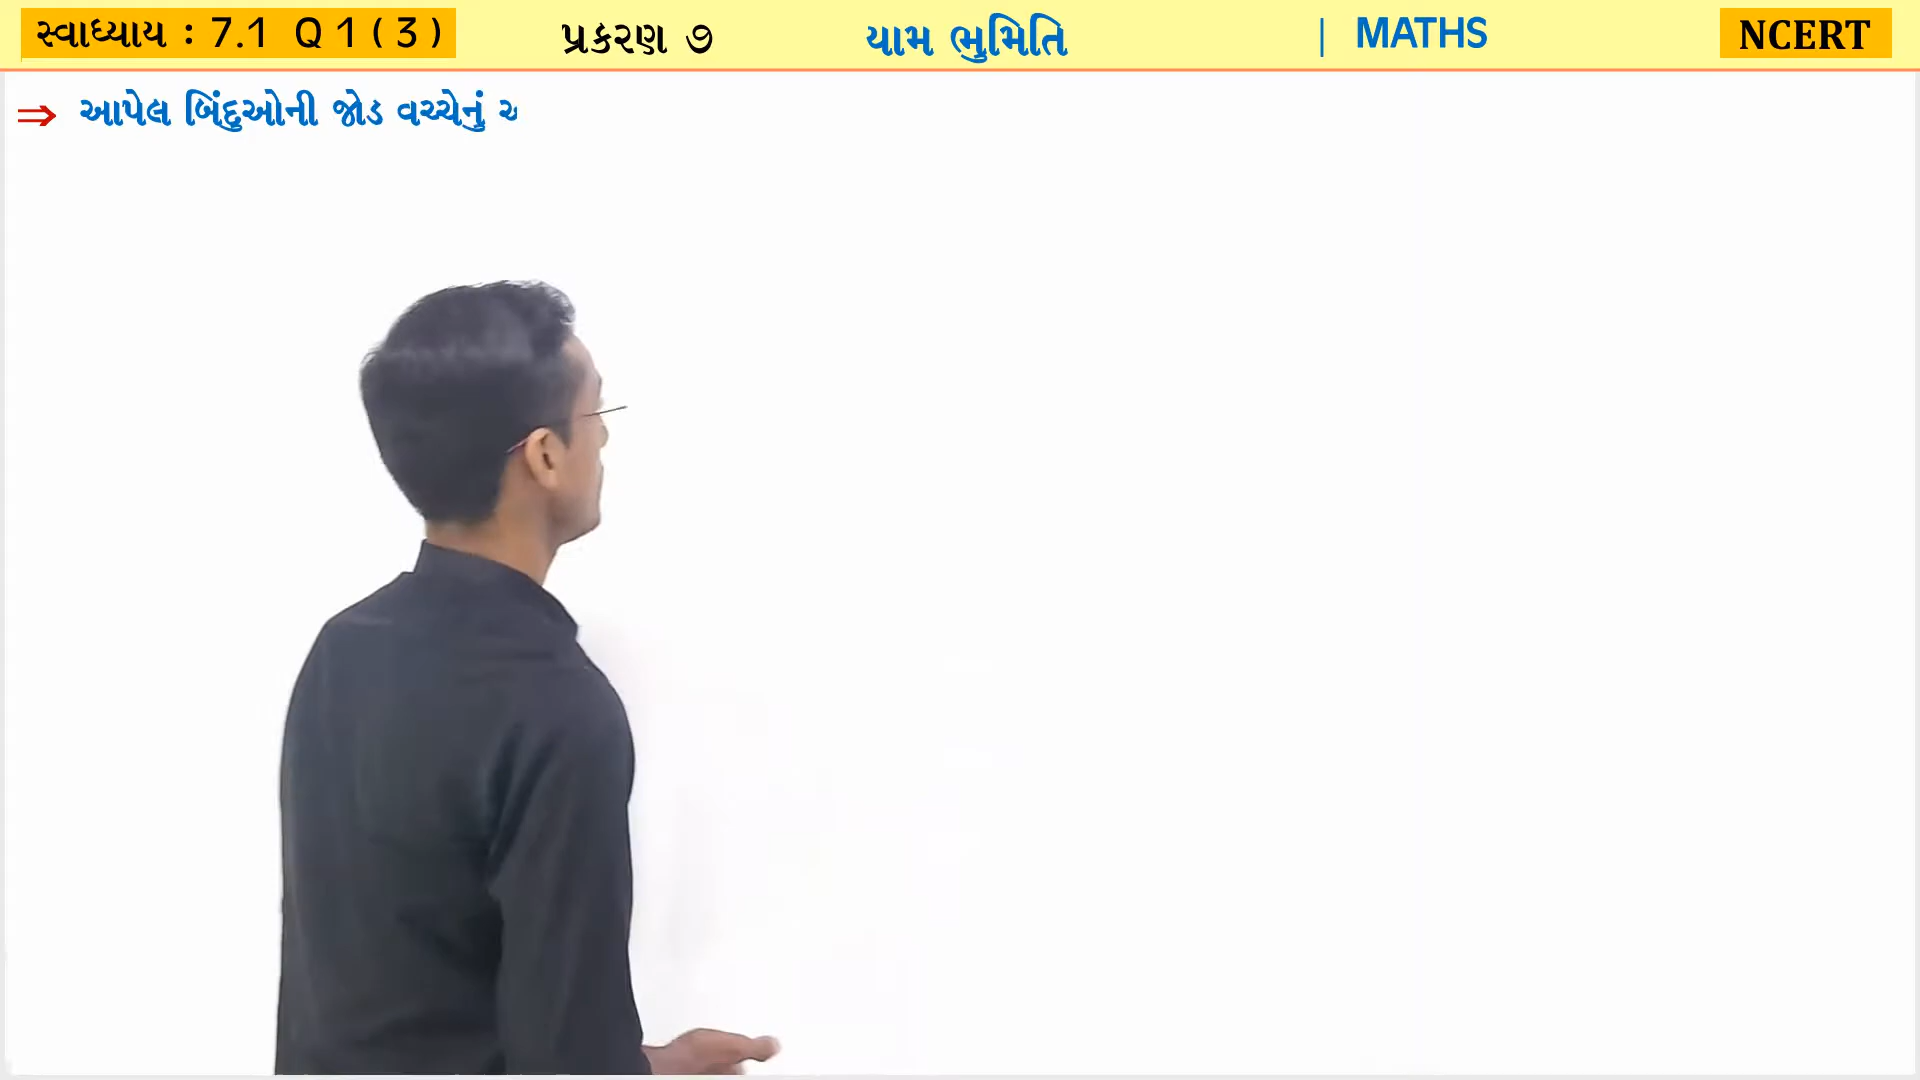 સ્વાધ્યાય : 7.1 Q 1 ( 3 ) પ્રકરણ ૭ યામ ભુમિતિ | MATHS NCERT
⇒ આપેલ બિંદુઓની જોડ વચ્ચેનું